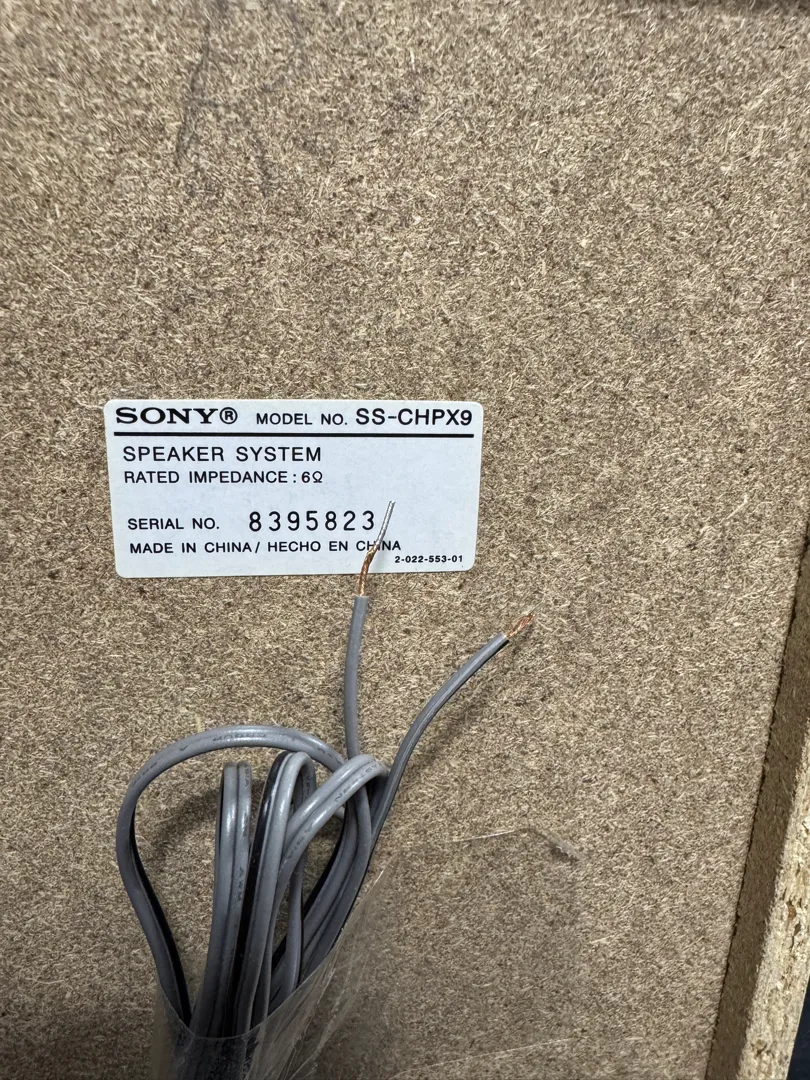 SONY® MODEL NO. SS-CHPX9
SPEAKER SYSTEM
RATED IMPEDANCE : 6Ω
SERIAL NO. 8395823
MADE IN CHINA / HECHO EN CHINA
2-022-553-01